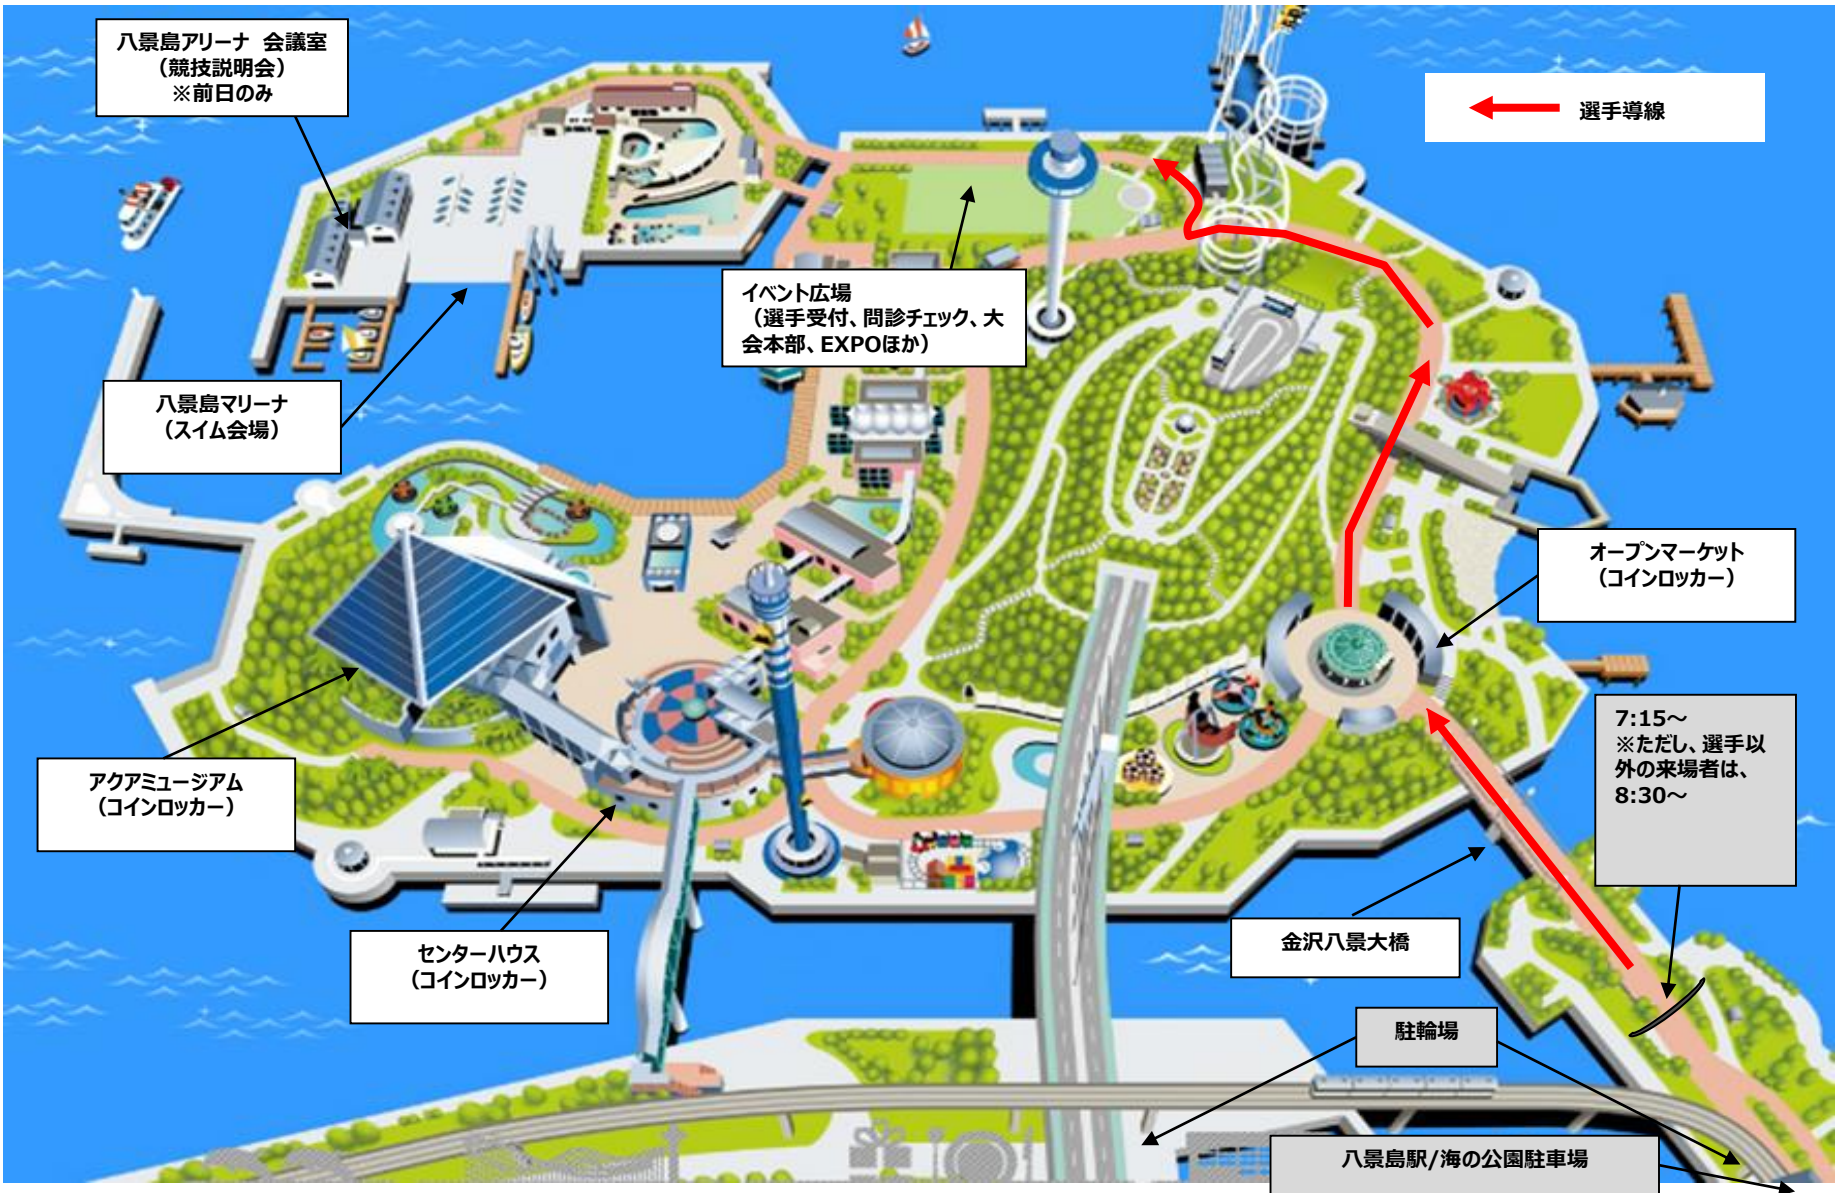 八景島アリーナ 会議室
（競技説明会）
※前日のみ
選手導線
イベント広場
（選手受付、問診チェック、大
会本部、EXPOほか）
八景島マリーナ
（スイム会場）
オープンマーケット
（コインロッカー）
7:15～
※ただし、選手以
外の来場者は、
8:30～
アクアミュージアム
（コインロッカー）
センターハウス
（コインロッカー）
金沢八景大橋
駐輪場
八景島駅/海の公園駐車場